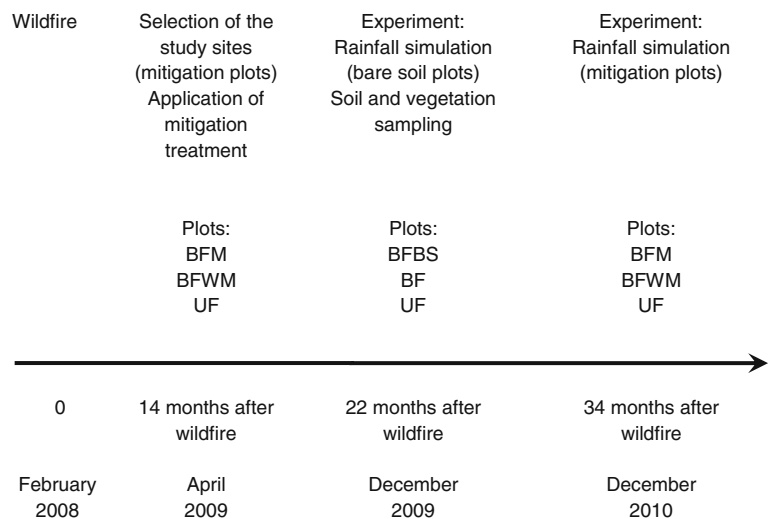 Wildfire
Selection of the
study sites
(mitigation plots)
Application of
mitigation
treatment
Experiment:
Rainfall simulation
(bare soil plots)
Soil and vegetation
sampling
Experiment:
Rainfall simulation
(mitigation plots)
Plots:
BFM
BFWM
UF
Plots:
BFBS
BF
UF
Plots:
BFM
BFWM
UF
0
14 months after
wildfire
22 months after
wildfire
34 months after
wildfire
February
2008
April
2009
December
2009
December
2010